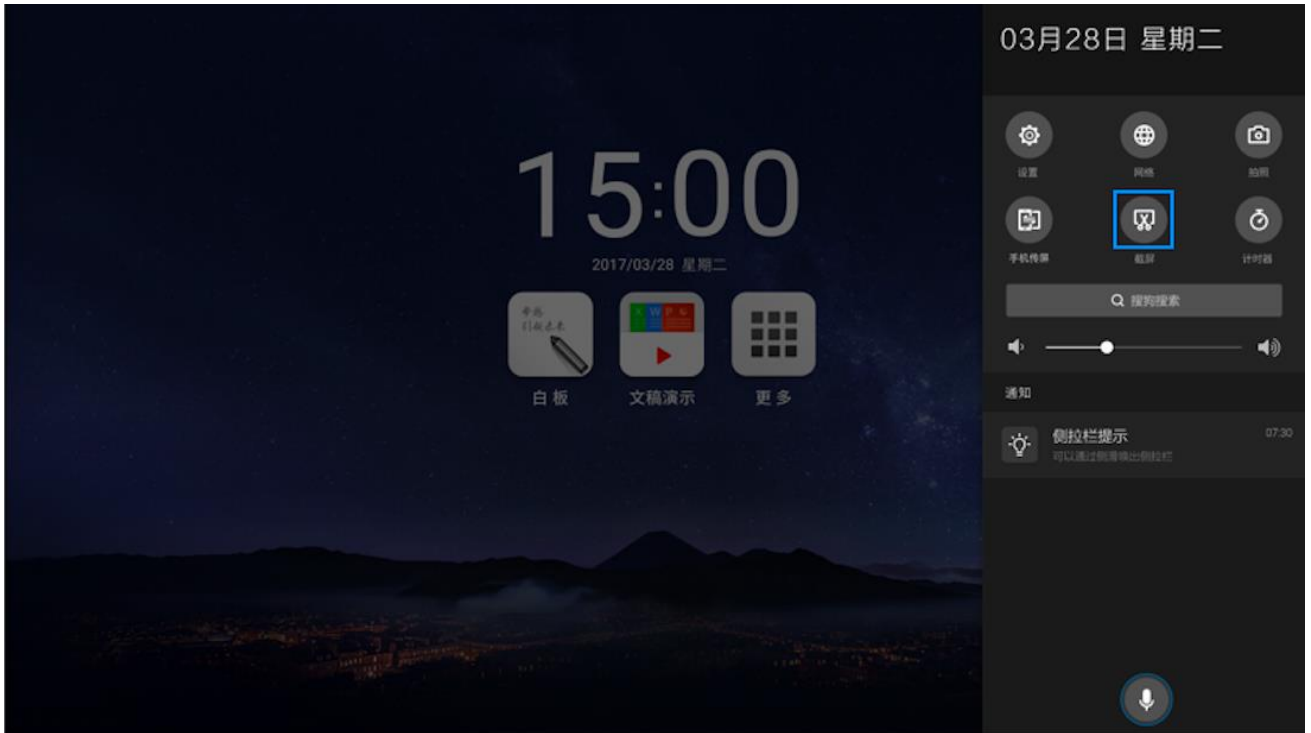 03月28日 星期二
设置
网络
拍照
手机传屏
截屏
计时器
搜狗搜索
通知
侧拉栏提示
07:30
可以通过侧滑唤出侧拉栏
15:00
2017/03/28 星期二
X W P
白板
文稿演示
更多